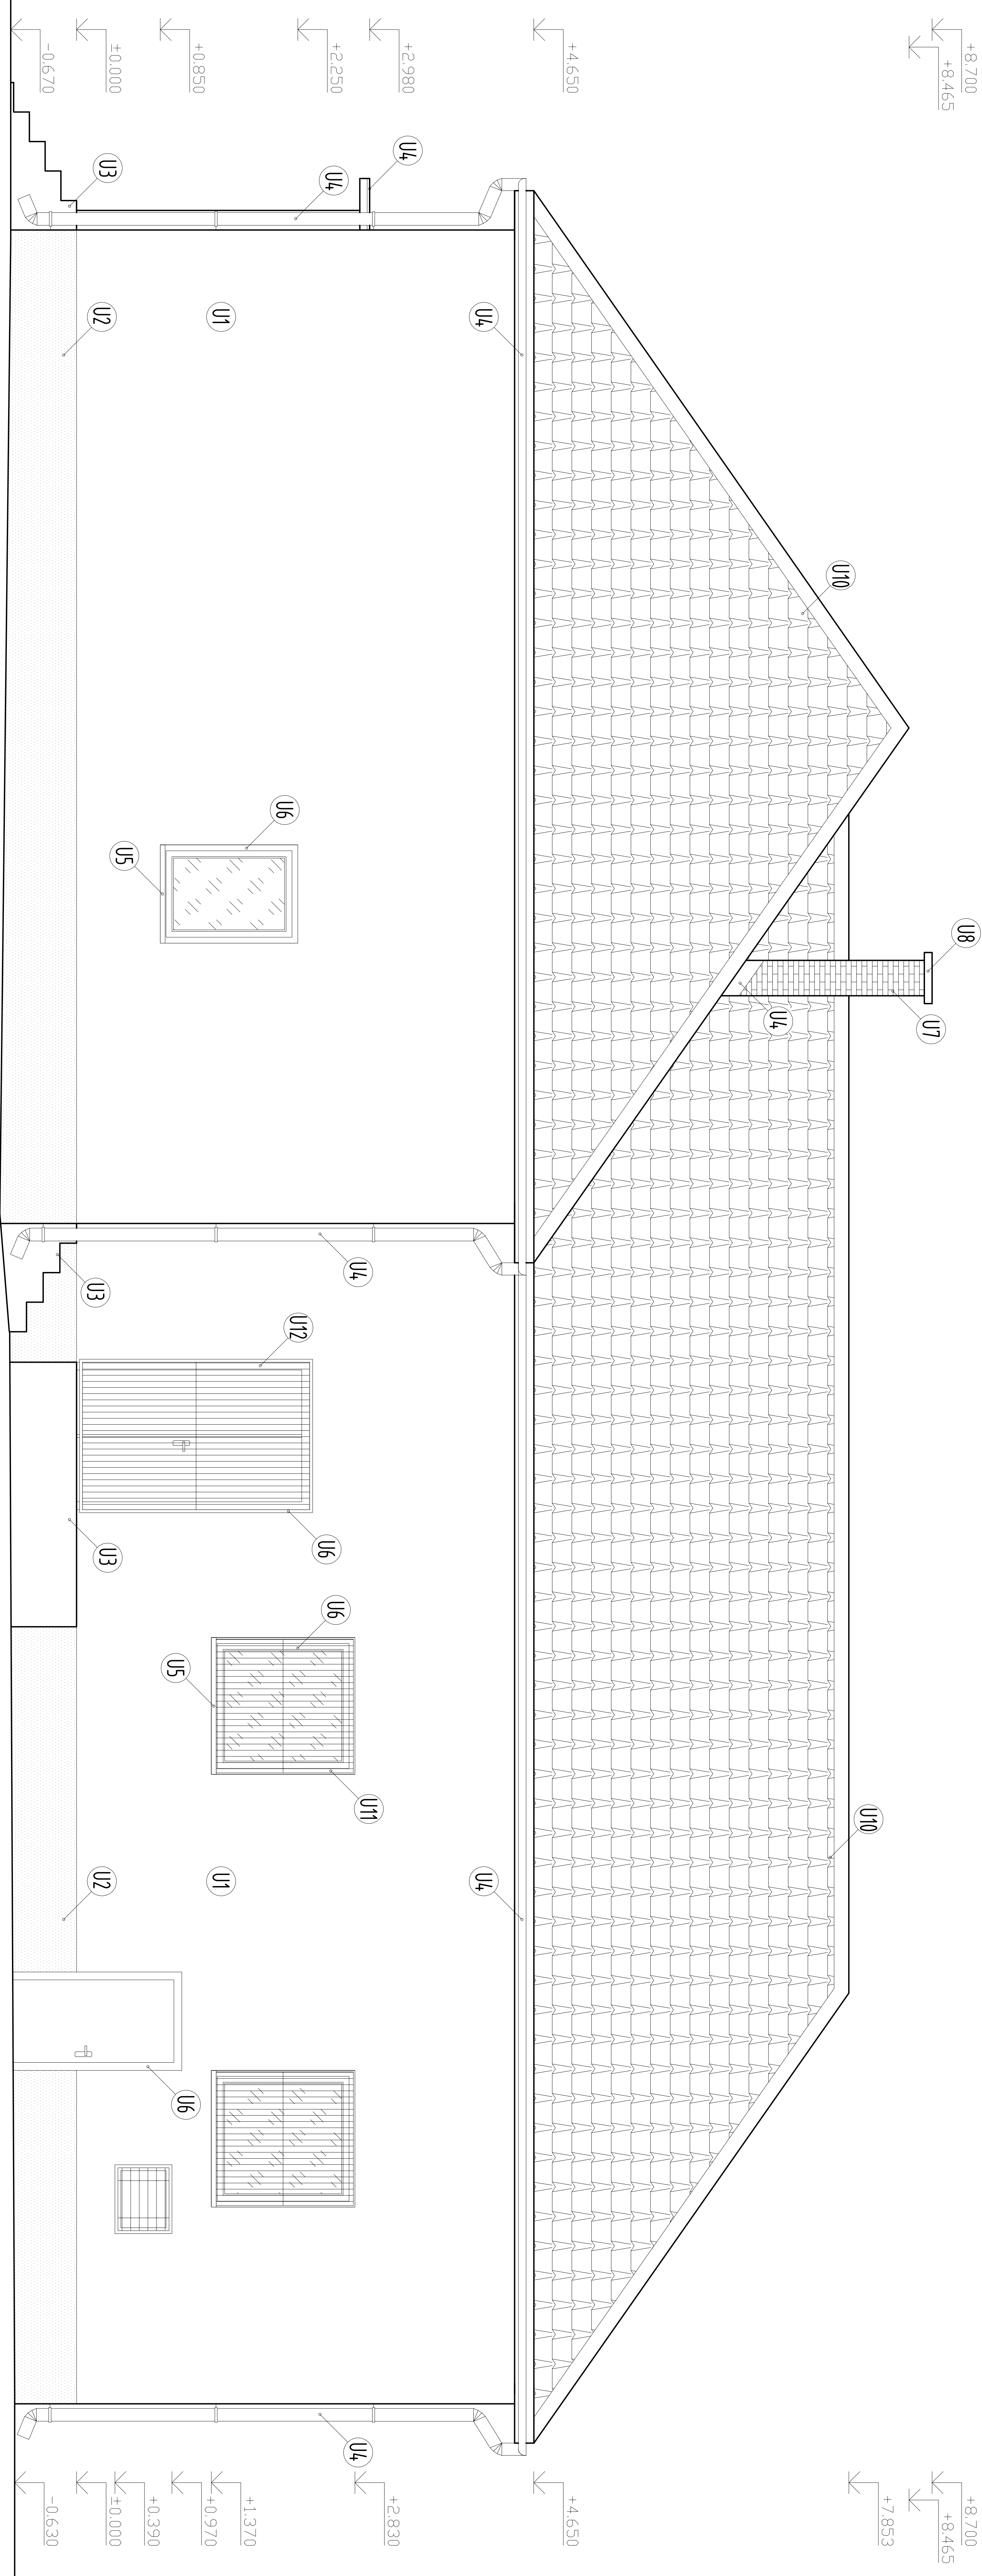 +8.700
+8.465
+4.650
+2.980
+2.250
+0.850
±0.000
-0.670
U4
U4
U3
U10
U4
U1
U2
U6
U5
U8
U7
U4
U4
U3
U12
U6
U3
U6
U5
U11
U10
U4
U1
U2
U6
U4
+8.700
+8.465
+7.853
+4.650
+2.830
+1.370
+0.970
+0.390
±0.000
-0.630